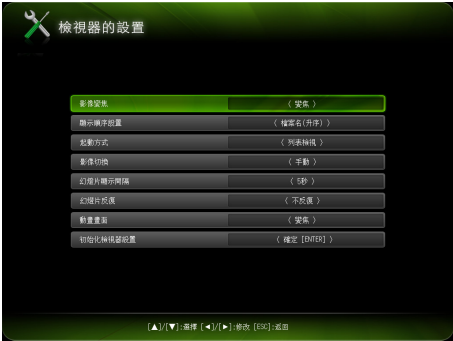 檢視器的設置
影像變焦 〈 變焦 〉
顯示順序設置 〈 檔案名(升序) 〉
起動方式 〈 列表檢視 〉
影像切換 〈 手動 〉
幻燈片顯示間隔 〈 5秒 〉
幻燈片反復 〈 不反復 〉
動畫畫面 〈 變焦 〉
初始化檢視器設置 〈 確定 [ENTER] 〉
[▲]/[▼]:選擇 [◄]/[►]:修改 [ESC]:返回